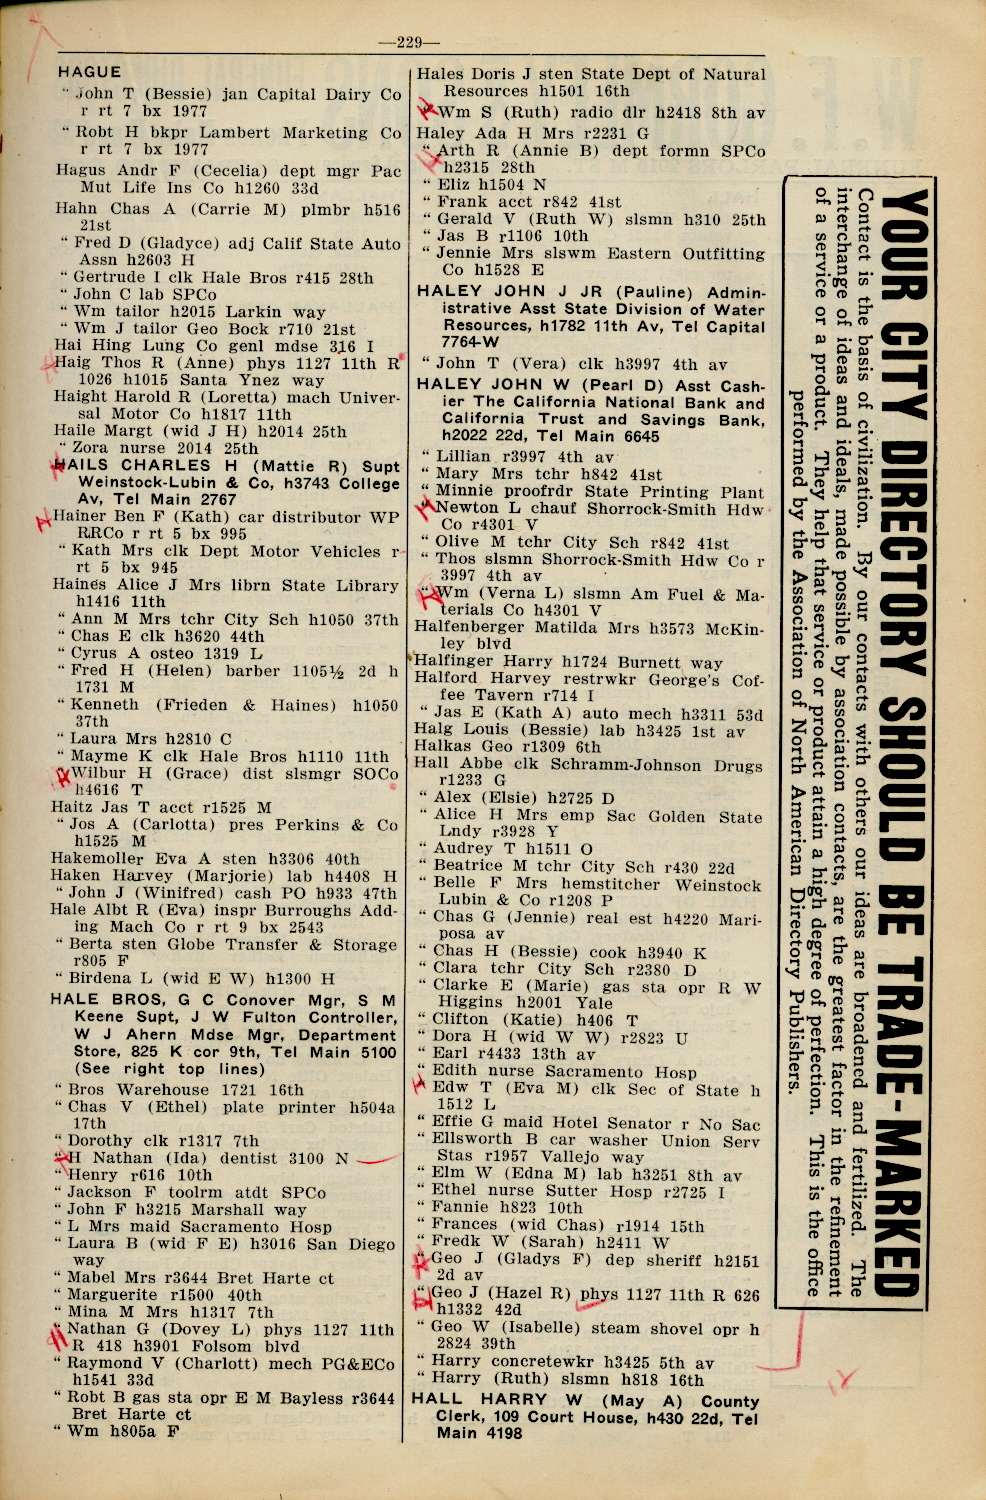 —229—
HAGUE
" John T (Bessie) jan Capital Dairy Co
r rt 7 bx 1977
" Robt H bkpr Lambert Marketing Co
r rt 7 bx 1977
Hagus Andr F (Cecelia) dept mgr Pac
Mut Life Ins Co h1260 33d
Hahn Chas A (Carrie M) plmbr h516
21st
" Fred D (Gladyce) adj Calif State Auto
Assn h2603 H
" Gertrude I clk Hale Bros r415 28th
" John C lab SPCo
" Wm tailor h2015 Larkin way
" Wm J tailor Geo Bock r710 21st
Hai Hing Lung Co genl mdse 316 I
Haig Thos R (Anne) phys 1127 11th R
1026 h1015 Santa Ynez way
Haight Harold R (Loretta) mach Univer-
sal Motor Co h1817 11th
Haile Margt (wid J H) h2014 25th
" Zora nurse 2014 25th
HAILS CHARLES H (Mattie R) Supt
Weinstock-Lubin & Co, h3743 College
Av, Tel Main 2767
Hainer Ben F (Kath) car distributor WP
RRCo r rt 5 bx 995
" Kath Mrs clk Dept Motor Vehicles r
rt 5 bx 945
Haines Alice J Mrs librn State Library
h1416 11th
" Ann M Mrs tchr City Sch h1050 37th
" Chas E clk h3620 44th
" Cyrus A osteo 1319 L
" Fred H (Helen) barber 1105½ 2d h
1731 M
" Kenneth (Frieden & Haines) h1050
37th
" Laura Mrs h2810 C
" Mayme K clk Hale Bros h1110 11th
" Wilbur H (Grace) dist slsmgr SOCo
h4616 T
Haitz Jas T acct r1525 M
" Jos A (Carlotta) pres Perkins & Co
h1525 M
Hakemoller Eva A sten h3306 40th
Haken Harvey (Marjorie) lab h4408 H
" John J (Winifred) cash PO h933 47th
Hale Albt R (Eva) inspr Burroughs Add-
ing Mach Co r rt 9 bx 2543
" Berta sten Globe Transfer & Storage
r805 F
" Birdena L (wid E W) h1300 H
HALE BROS, G C Conover Mgr, S M
Keene Supt, J W Fulton Controller,
W J Ahern Mdse Mgr, Department
Store, 825 K cor 9th, Tel Main 5100
(See right top lines)
" Bros Warehouse 1721 16th
" Chas V (Ethel) plate printer h504a
17th
" Dorothy clk r1317 7th
" H Nathan (Ida) dentist 3100 N
" Henry r616 10th
" Jackson F toolrm atdt SPCo
" John F h3215 Marshall way
" L Mrs maid Sacramento Hosp
" Laura B (wid F E) h3016 San Diego
way
" Mabel Mrs r3644 Bret Harte ct
" Marguerite r1500 40th
" Mina M Mrs h1317 7th
" Nathan G (Dovey L) phys 1127 11th
R 418 h3901 Folsom blvd
" Raymond V (Charlott) mech PG&ECo
h1541 33d
" Robt B gas sta opr E M Bayless r3644
Bret Harte ct
" Wm h805a F
Hales Doris J sten State Dept of Natural
Resources h1501 16th
" Wm S (Ruth) radio dlr h2418 8th av
Haley Ada H Mrs r2231 G
" Arth R (Annie B) dept formn SPCo
h2315 28th
" Eliz h1504 N
" Frank acct r842 41st
" Gerald V (Ruth W) slsmn h310 25th
" Jas B r1106 10th
" Jennie Mrs slswm Eastern Outfitting
Co h1528 E
HALEY JOHN J JR (Pauline) Admin-
istrative Asst State Division of Water
Resources, h1782 11th Av, Tel Capital
7764-W
" John T (Vera) clk h3997 4th av
HALEY JOHN W (Pearl D) Asst Cash-
ier The California National Bank and
California Trust and Savings Bank,
h2022 22d, Tel Main 6645
" Lillian r3997 4th av
" Mary Mrs tchr h842 41st
" Minnie proofrdr State Printing Plant
" Newton L chauf Shorrock-Smith Hdw
Co r4301 V
" Olive M tchr City Sch r842 41st
" Thos slsmn Shorrock-Smith Hdw Co r
3997 4th av
" Wm (Verna L) slsmn Am Fuel & Ma-
terials Co h4301 V
Halfenberger Matilda Mrs h3573 McKin-
ley blvd
Halfinger Harry h1724 Burnett way
Halford Harvey restrwkr George's Cof-
fee Tavern r714 I
" Jas E (Kath A) auto mech h3311 53d
Halg Louis (Bessie) lab h3425 1st av
Halkas Geo r1309 6th
Hall Abbe clk Schramm-Johnson Drugs
r1233 G
" Alex (Elsie) h2725 D
" Alice H Mrs emp Sac Golden State
Lndy r3928 Y
" Audrey T h1511 O
" Beatrice M tchr City Sch r430 22d
" Belle F Mrs hemstitcher Weinstock
Lubin & Co r1208 P
" Chas G (Jennie) real est h4220 Mari-
posa av
" Chas H (Bessie) cook h3940 K
" Clara tchr City Sch r2380 D
" Clarke E (Marie) gas sta opr R W
Higgins h2001 Yale
" Clifton (Katie) h406 T
" Dora H (wid W W) r2823 U
" Earl r4433 13th av
" Edith nurse Sacramento Hosp
" Edw T (Eva M) clk Sec of State h
1512 L
" Effie G maid Hotel Senator r No Sac
" Ellsworth B car washer Union Serv
Stas r1957 Vallejo way
" Elm W (Edna M) lab h3251 8th av
" Ethel nurse Sutter Hosp r2725 I
" Fannie h823 10th
" Frances (wid Chas) r1914 15th
" Fredk W (Sarah) h2411 W
" Geo J (Gladys F) dep sheriff h2151
2d av
" Geo J (Hazel R) phys 1127 11th R 626
h1332 42d
" Geo W (Isabelle) steam shovel opr h
2824 39th
" Harry concretewkr h3425 5th av
" Harry (Ruth) slsmn h818 16th
HALL HARRY W (May A) County
Clerk, 109 Court House, h430 22d, Tel
Main 4198
YOUR CITY DIRECTORY SHOULD BE TRADE-MARKED
Contact is the basis of civilization. By our contacts with others our ideas are broadened and fertilized. The
interchange of ideas and ideals, made possible by association contacts, are the greatest factor in the refinement
of a service or a product. They help that service or product attain a high degree of perfection. This is the office
performed by the Association of North American Directory Publishers.